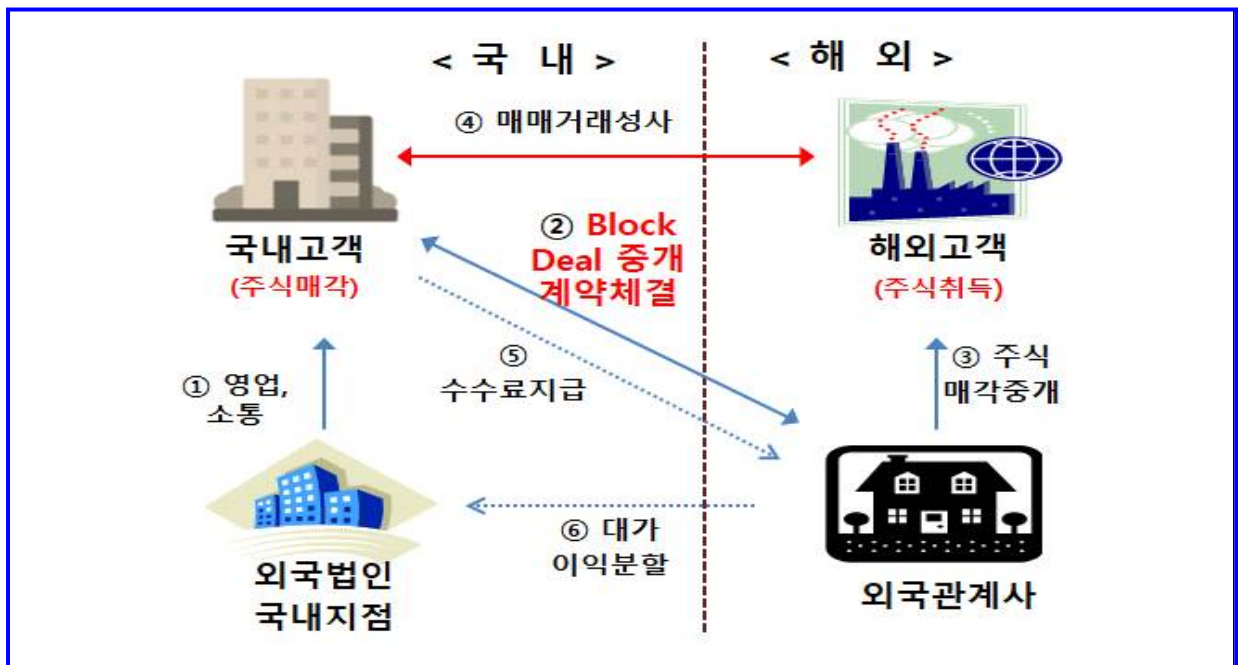 < 국 내 >
< 해 외 >
④ 매매거래성사
국내고객
(주식매각)
② Block
Deal 중개
계약체결
해외고객
(주식취득)
① 영업,
소통
⑤
수수료지급
③ 주식
매각중개
외국법인
국내지점
⑥ 대가
이익분할
외국관계사